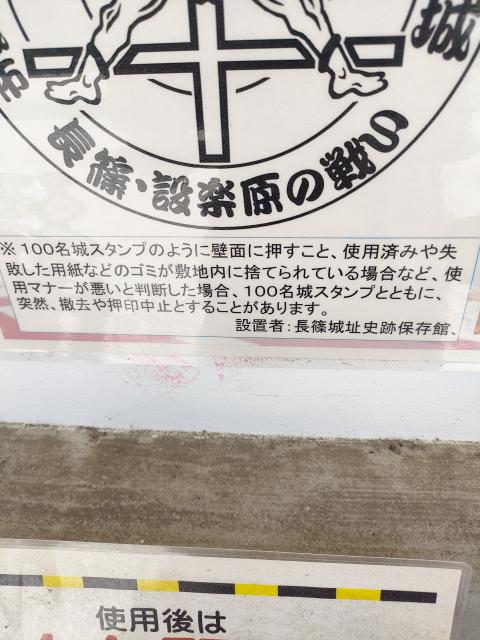 城
長篠・設楽原の戦い
※ 100名城スタンプのように壁面に押すこと、使用済みや失
敗した用紙などのゴミが敷地内に捨てられている場合など、使
用マナーが悪いと判断した場合、100名城スタンプとともに、
突然、撤去や押印中止とすることがあります。
設置者：長篠城址史跡保存館、
使用後は